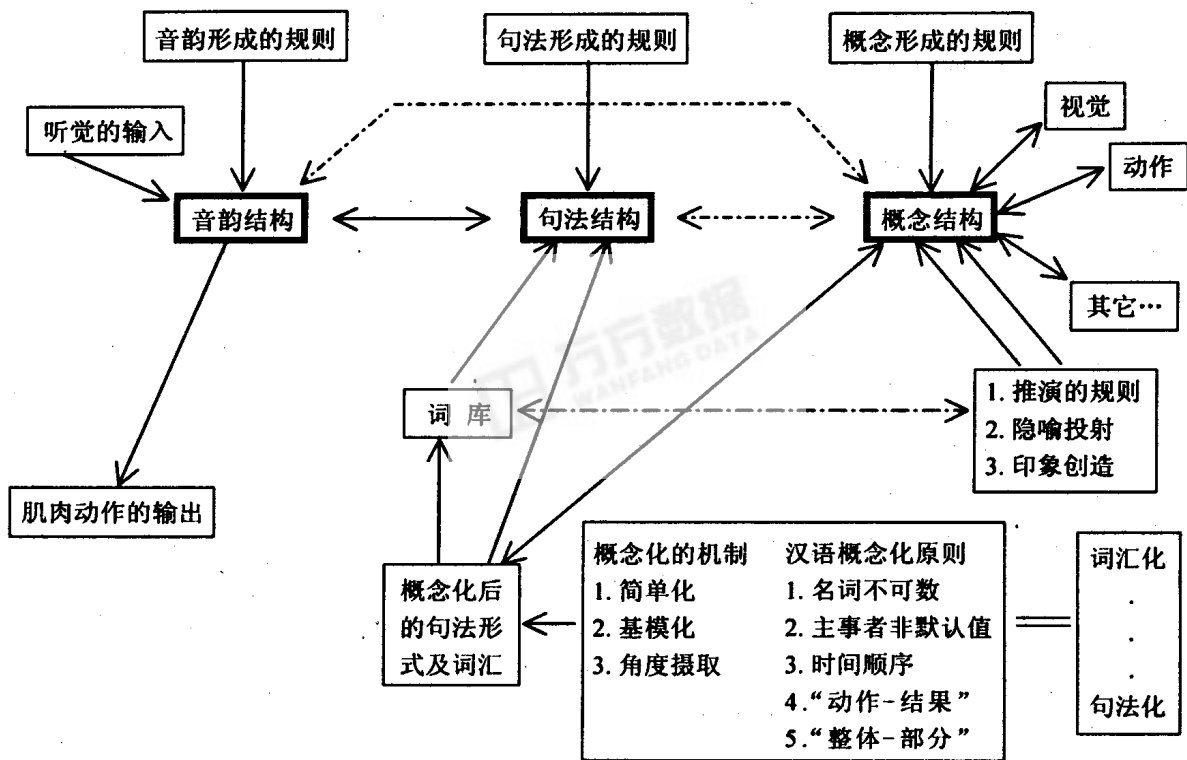 音韵形成的规则
句法形成的规则
概念形成的规则
听觉的输入
视觉
动作
音韵结构
句法结构
概念结构
其它…
万方数据
WANFANG DATA
词 库
1. 推演的规则
2. 隐喻投射
3. 印象创造
肌肉动作的输出
概念化后
的句法形
式及词汇
概念化的机制
1. 简单化
2. 基模化
3. 角度摄取
汉语概念化原则
1. 名词不可数
2. 主事者非默认值
3. 时间顺序
4.“动作-结果”
5.“整体-部分”
词汇化
.
.
.
句法化